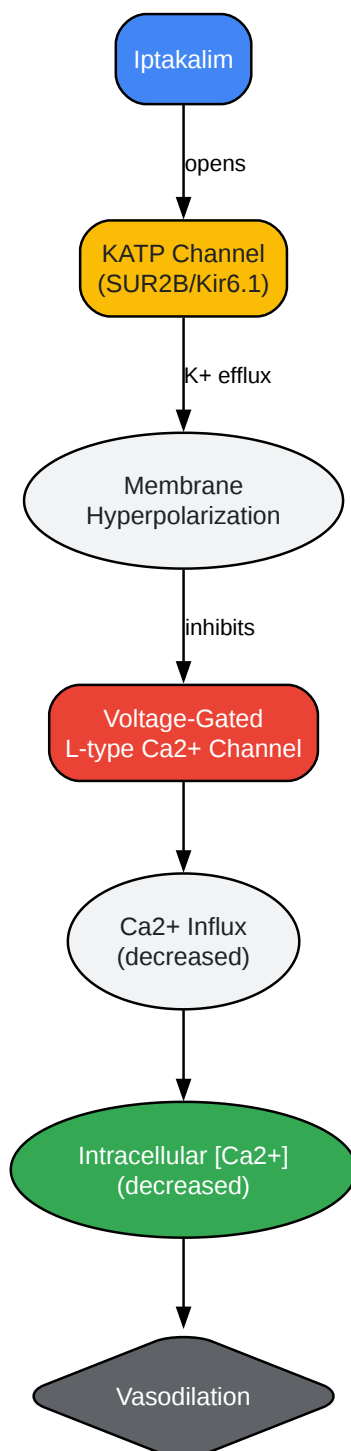 Iptakalim
opens
KATP Channel
(SUR2B/Kir6.1)
K+ efflux
Membrane
Hyperpolarization
inhibits
Voltage-Gated
L-type Ca2+ Channel
Ca2+ Influx
(decreased)
Intracellular [Ca2+]
(decreased)
Vasodilation